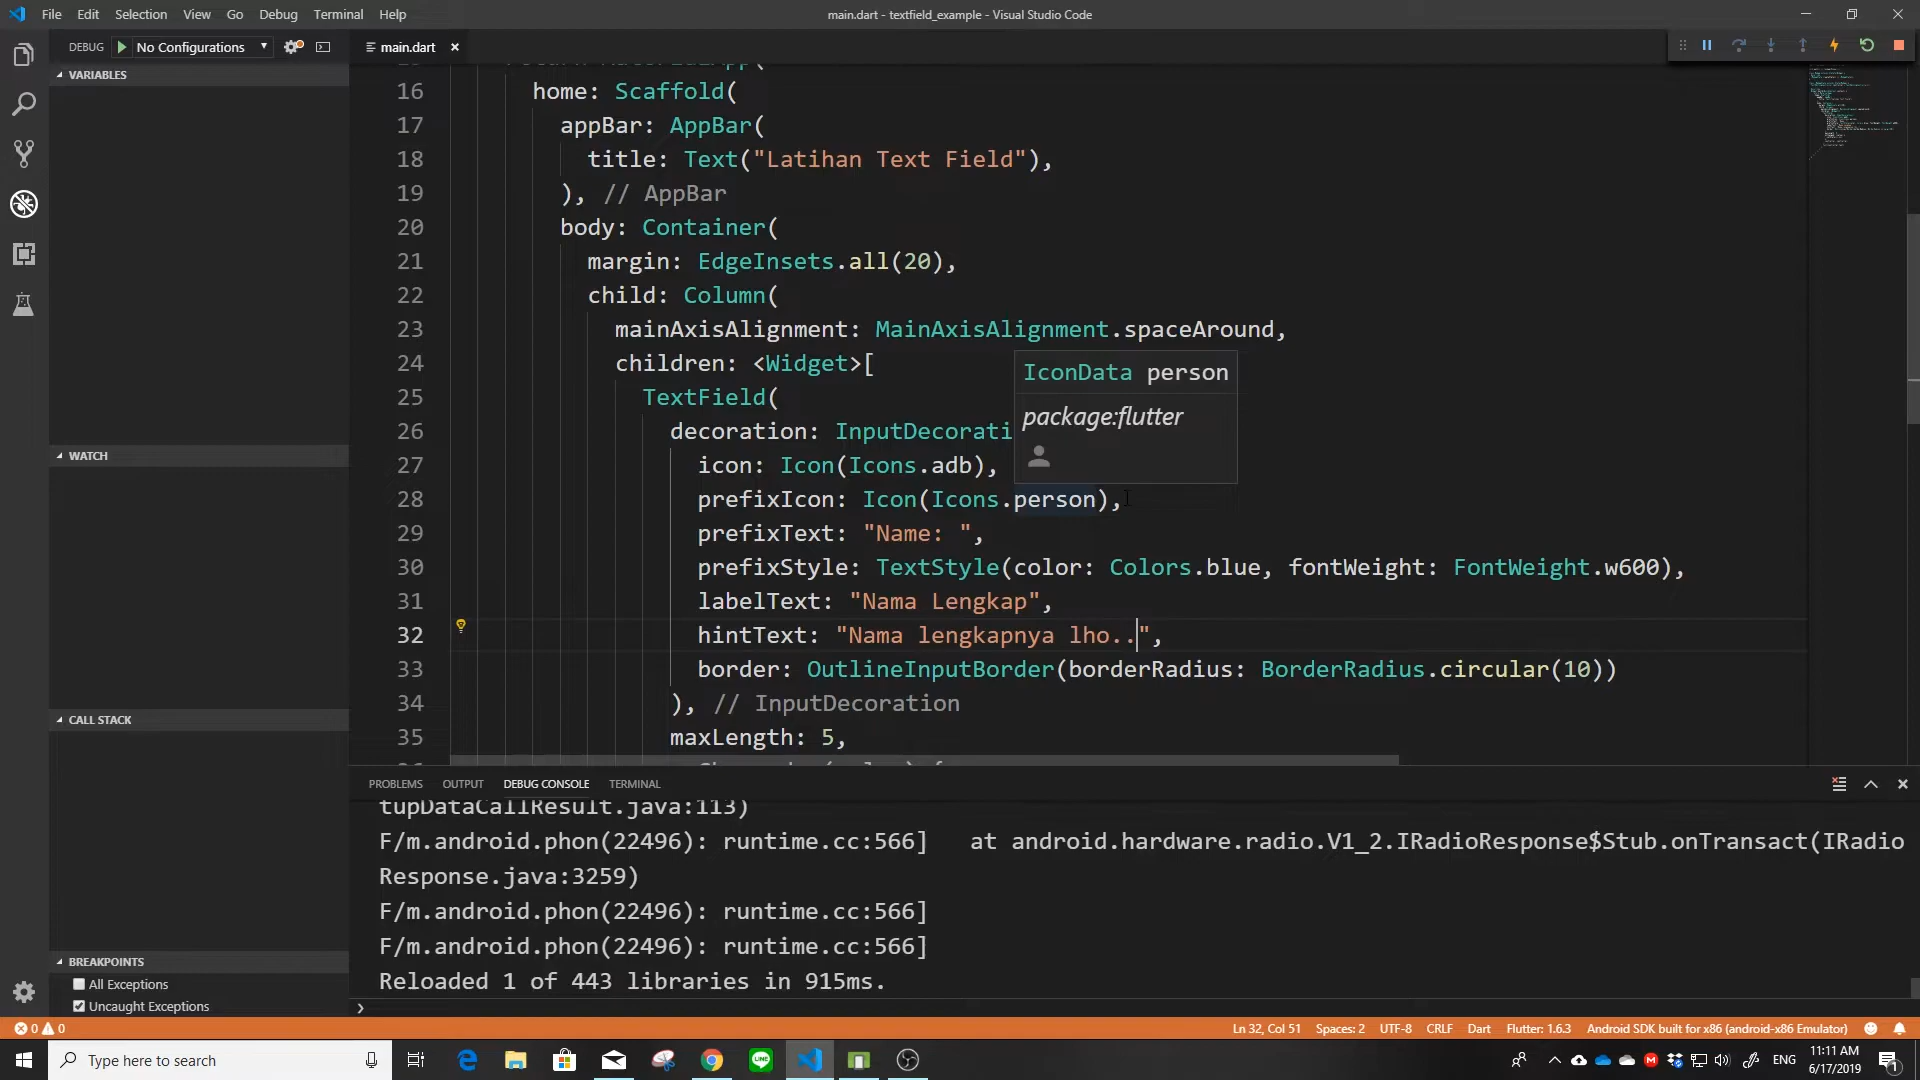 File Edit Selection View Go Debug Terminal Help
main.dart - textfield_example - Visual Studio Code
DEBUG No Configurations
main.dart
VARIABLES
WATCH
CALL STACK
BREAKPOINTS
All Exceptions
Uncaught Exceptions
16 home: Scaffold(
17 appBar: AppBar(
18 title: Text("Latihan Text Field"),
19 ), // AppBar
20 body: Container(
21 margin: EdgeInsets.all(20),
22 child: Column(
23 mainAxisAlignment: MainAxisAlignment.spaceAround,
24 children: <Widget>[
25 TextField(
26 decoration: InputDecorati
27 icon: Icon(Icons.adb),
28 prefixIcon: Icon(Icons.person),
29 prefixText: "Name: ",
30 prefixStyle: TextStyle(color: Colors.blue, fontWeight: FontWeight.w600),
31 labelText: "Nama Lengkap",
32 hintText: "Nama lengkapnya lho..",
33 border: OutlineInputBorder(borderRadius: BorderRadius.circular(10))
34 ), // InputDecoration
35 maxLength: 5,
IconData person
package:flutter
PROBLEMS OUTPUT DEBUG CONSOLE TERMINAL
tupDataCallResult.java:113)
F/m.android.phon(22496): runtime.cc:566]   at android.hardware.radio.V1_2.IRadioResponse$Stub.onTransact(IRadio
Response.java:3259)
F/m.android.phon(22496): runtime.cc:566]
F/m.android.phon(22496): runtime.cc:566]
Reloaded 1 of 443 libraries in 915ms.
0 0
Ln 32, Col 51 Spaces: 2 UTF-8 CRLF Dart Flutter: 1.6.3 Android SDK built for x86 (android-x86 Emulator)
Type here to search
LINE
ENG
11:11 AM
6/17/2019
1